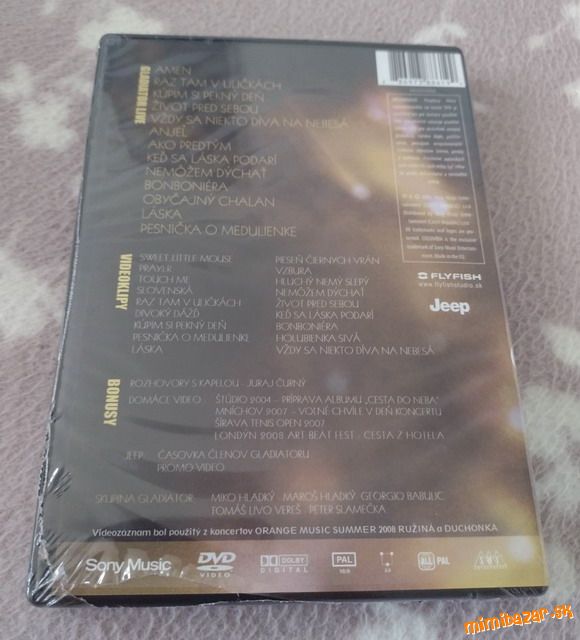 GLADIATOR LIVE
AMEN
RAZ TAM V ULIČKÁCH
KÚPIM SI PEKNÝ DEŇ
ŽIVOT PRED SEBOU
VŽDY SA NIEKTO DÍVA NA NEBESÁ
ANJEL
AKO PREDTÝM
KEĎ SA LÁSKA PODARÍ
NEMÔŽEM DÝCHAŤ
BONBONIÉRA
OBYČAJNÝ CHALAN
LÁSKA
PESNIČKA O MEDULIENKE
VIDEOKLIPY
SWEET LITTLE MOUSE
PRAYER
TOUCH ME
SLOVENSKÁ
RAZ TAM V ULIČKÁCH
DIVOKÝ DÁŽĎ
KÚPIM SI PEKNÝ DEŇ
PESNIČKA O MEDULIENKE
LÁSKA
PIESEŇ ČIERNYCH VRÁN
VZBURA
HLUCHÝ NEMÝ SLEPÝ
NEMÔŽEM DÝCHAŤ
ŽIVOT PRED SEBOU
KEĎ SA LÁSKA PODARÍ
BONBONIÉRA
HOLUBIENKA SIVÁ
VŽDY SA NIEKTO DÍVA NA NEBESÁ
FLYFISH
www.flyfishstudio.sk
Jeep
BONUSY
ROZHOVORY S KAPELOU - JURAJ ČURNÝ
DOMÁCE VIDEO : ŠTÚDIO 2004 - PRÍPRAVA ALBUMU „CESTA DO NEBA“
MNÍCHOV 2007 - VOĽNÉ CHVÍLE V DEŇ KONCERTU
ŠÍRAVA TENIS OPEN 2007
LONDÝN 2008 ART BEAT FEST - CESTA Z HOTELA
JEEP : ČASOVKA ČLENOV GLADIATORU
PROMO VIDEO
SKUPINA GLADIATOR : MIKO HLADKÝ MAROŠ HLADKÝ GEORGIO BABULIC
TOMÁŠ LIVO VEREŠ PETER SLAMEČKA
Videozáznam bol použitý z koncertov ORANGE MUSIC SUMMER 2008 RUŽINÁ a DUCHONKA
Sony Music
DVD
VIDEO
DOLBY
DIGITAL
PAL
ALL PAL
mimibazar.sk